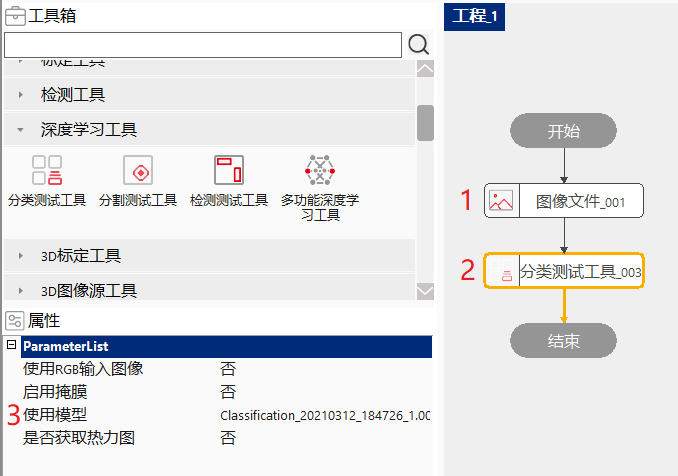 工具箱
标定工具
检测工具
深度学习工具
分类测试工具
分割测试工具
检测测试工具
多功能深度学
习工具
3D标定工具
3D图像源工具
属性
ParameterList
使用RGB输入图像 否
启用掩膜 否
3 使用模型 Classification_20210312_184726_1.00
是否获取热力图 否
工程_1
开始
1 图像文件_001
2 分类测试工具_003
结束